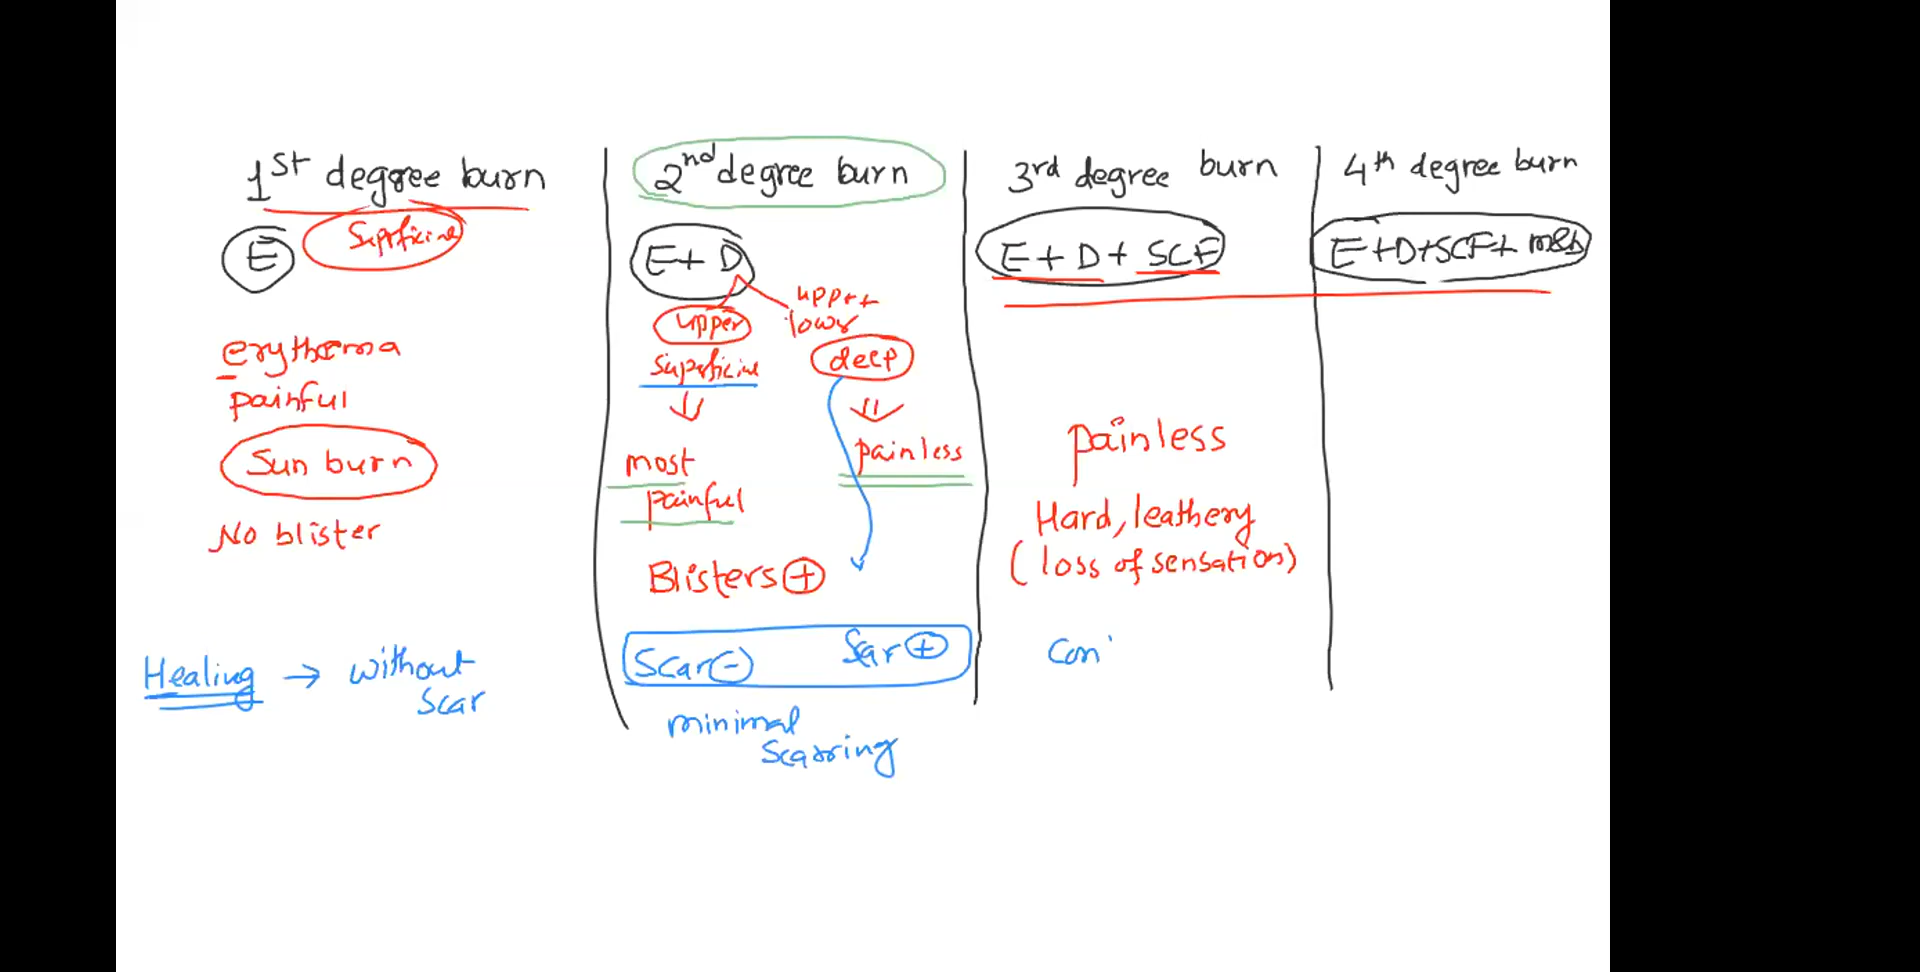 1st degree burn
E
erythema
painful
Sun burn
No blister
Healing → without
scar
2nd degree burn
E + D
upper
lower
upper
deep
most
painful
painless
Blisters +
Scar -
Scar +
minimal
scarring
3rd degree burn
E + D + SCF
painless
Hard, leathery
(loss of sensation)
Con
4th degree burn
E+D+SCF+